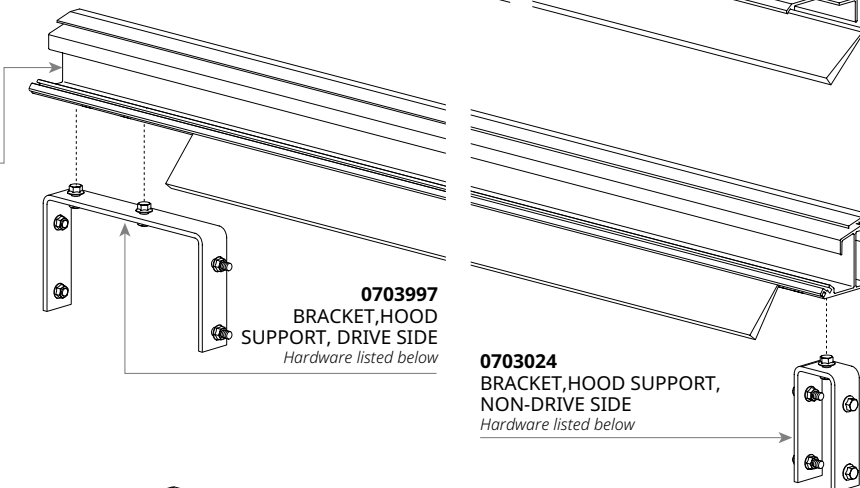 0703997
BRACKET,HOOD
SUPPORT, DRIVE SIDE
Hardware listed below
0703024
BRACKET,HOOD SUPPORT,
NON-DRIVE SIDE
Hardware listed below